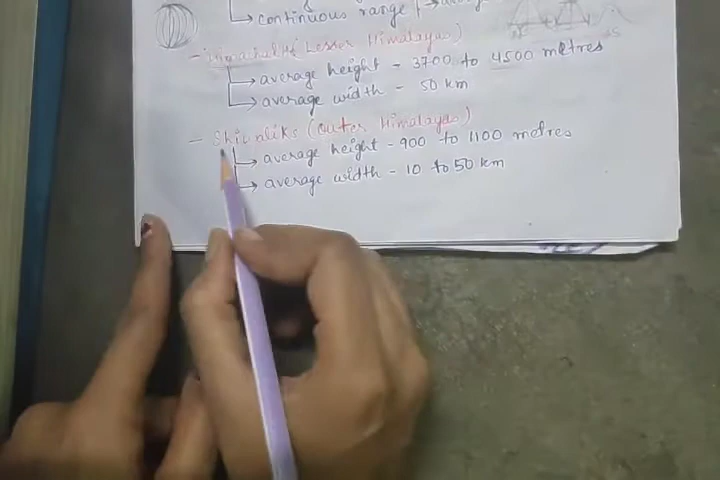 continuous range
- Himachal (Lesser Himalayas)
average height - 3700 to 4500 metres
average width - 50 km
- Shivaliks (Outer Himalayas)
average height - 900 to 1100 metres
average width - 10 to 50 km